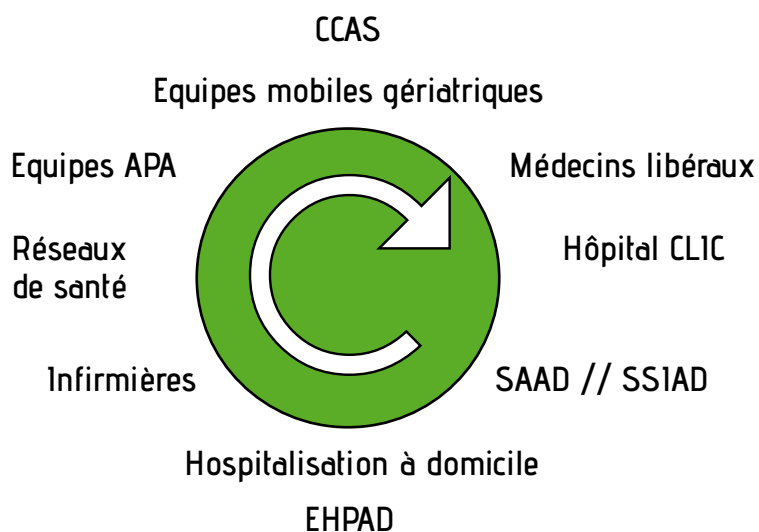 CCAS
Equipes mobiles gériatriques
Equipes APA
Médecins libéraux
Réseaux
de santé
Hôpital CLIC
Infirmières
SAAD // SSIAD
Hospitalisation à domicile
EHPAD